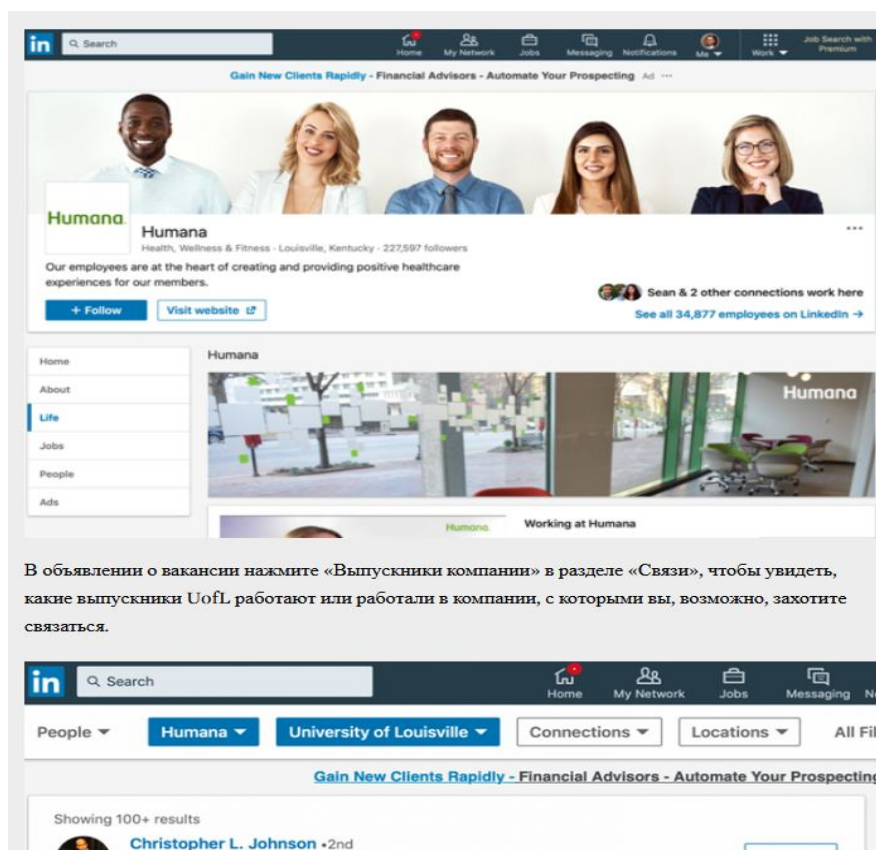 in Search Home My Network Jobs Messaging Notifications Me Work Job Search with Premium
Gain New Clients Rapidly - Financial Advisors - Automate Your Prospecting Ad ...
Humana
Humana
...
Health, Wellness & Fitness · Louisville, Kentucky · 227,597 followers
Our employees are at the heart of creating and providing positive healthcare
experiences for our members.
Sean & 2 other connections work here
+ Follow Visit website
See all 34,877 employees on LinkedIn →
Home
About
Life
Jobs
People
Ads
Humana
Humana
Humana.
Working at Humana
В объявлении о вакансии нажмите «Выпускники компании» в разделе «Связи», чтобы увидеть,
какие выпускники UofL работают или работали в компании, с которыми вы, возможно, захотите
связаться.
in Search Home My Network Jobs Messaging
People Humana University of Louisville Connections Locations All Fil
Gain New Clients Rapidly - Financial Advisors - Automate Your Prospecting
Showing 100+ results
Christopher L. Johnson • 2nd